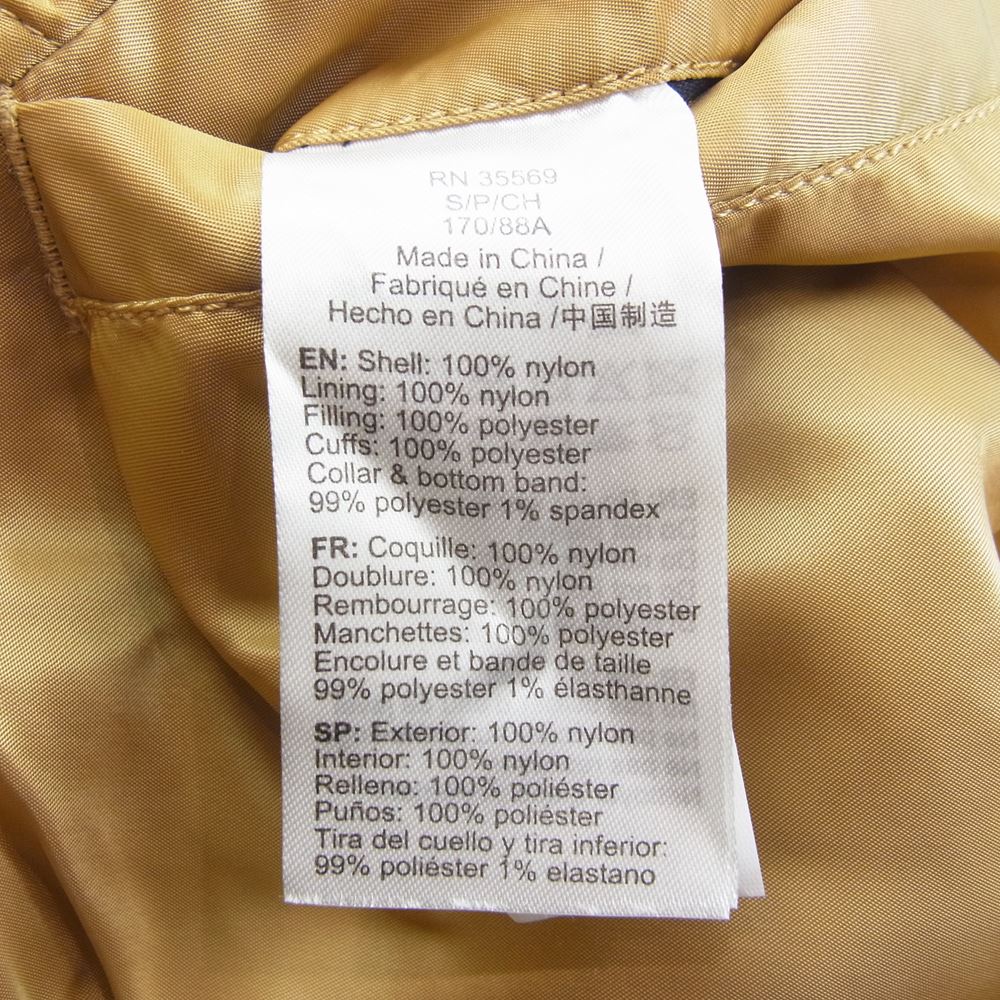 RN 35569
S/P/CH
170/88A
Made in China /
Fabriqué en Chine /
Hecho en China /中国制造
EN: Shell: 100% nylon
Lining: 100% nylon
Filling: 100% polyester
Cuffs: 100% polyester
Collar & bottom band:
99% polyester 1% spandex
FR: Coquille: 100% nylon
Doublure: 100% nylon
Rembourrage: 100% polyester
Manchettes: 100% polyester
Encolure et bande de taille
99% polyester 1% élasthanne
SP: Exterior: 100% nylon
Interior: 100% nylon
Relleno: 100% poliéster
Puños: 100% poliéster
Tira del cuello y tira inferior:
99% poliéster 1% elastano